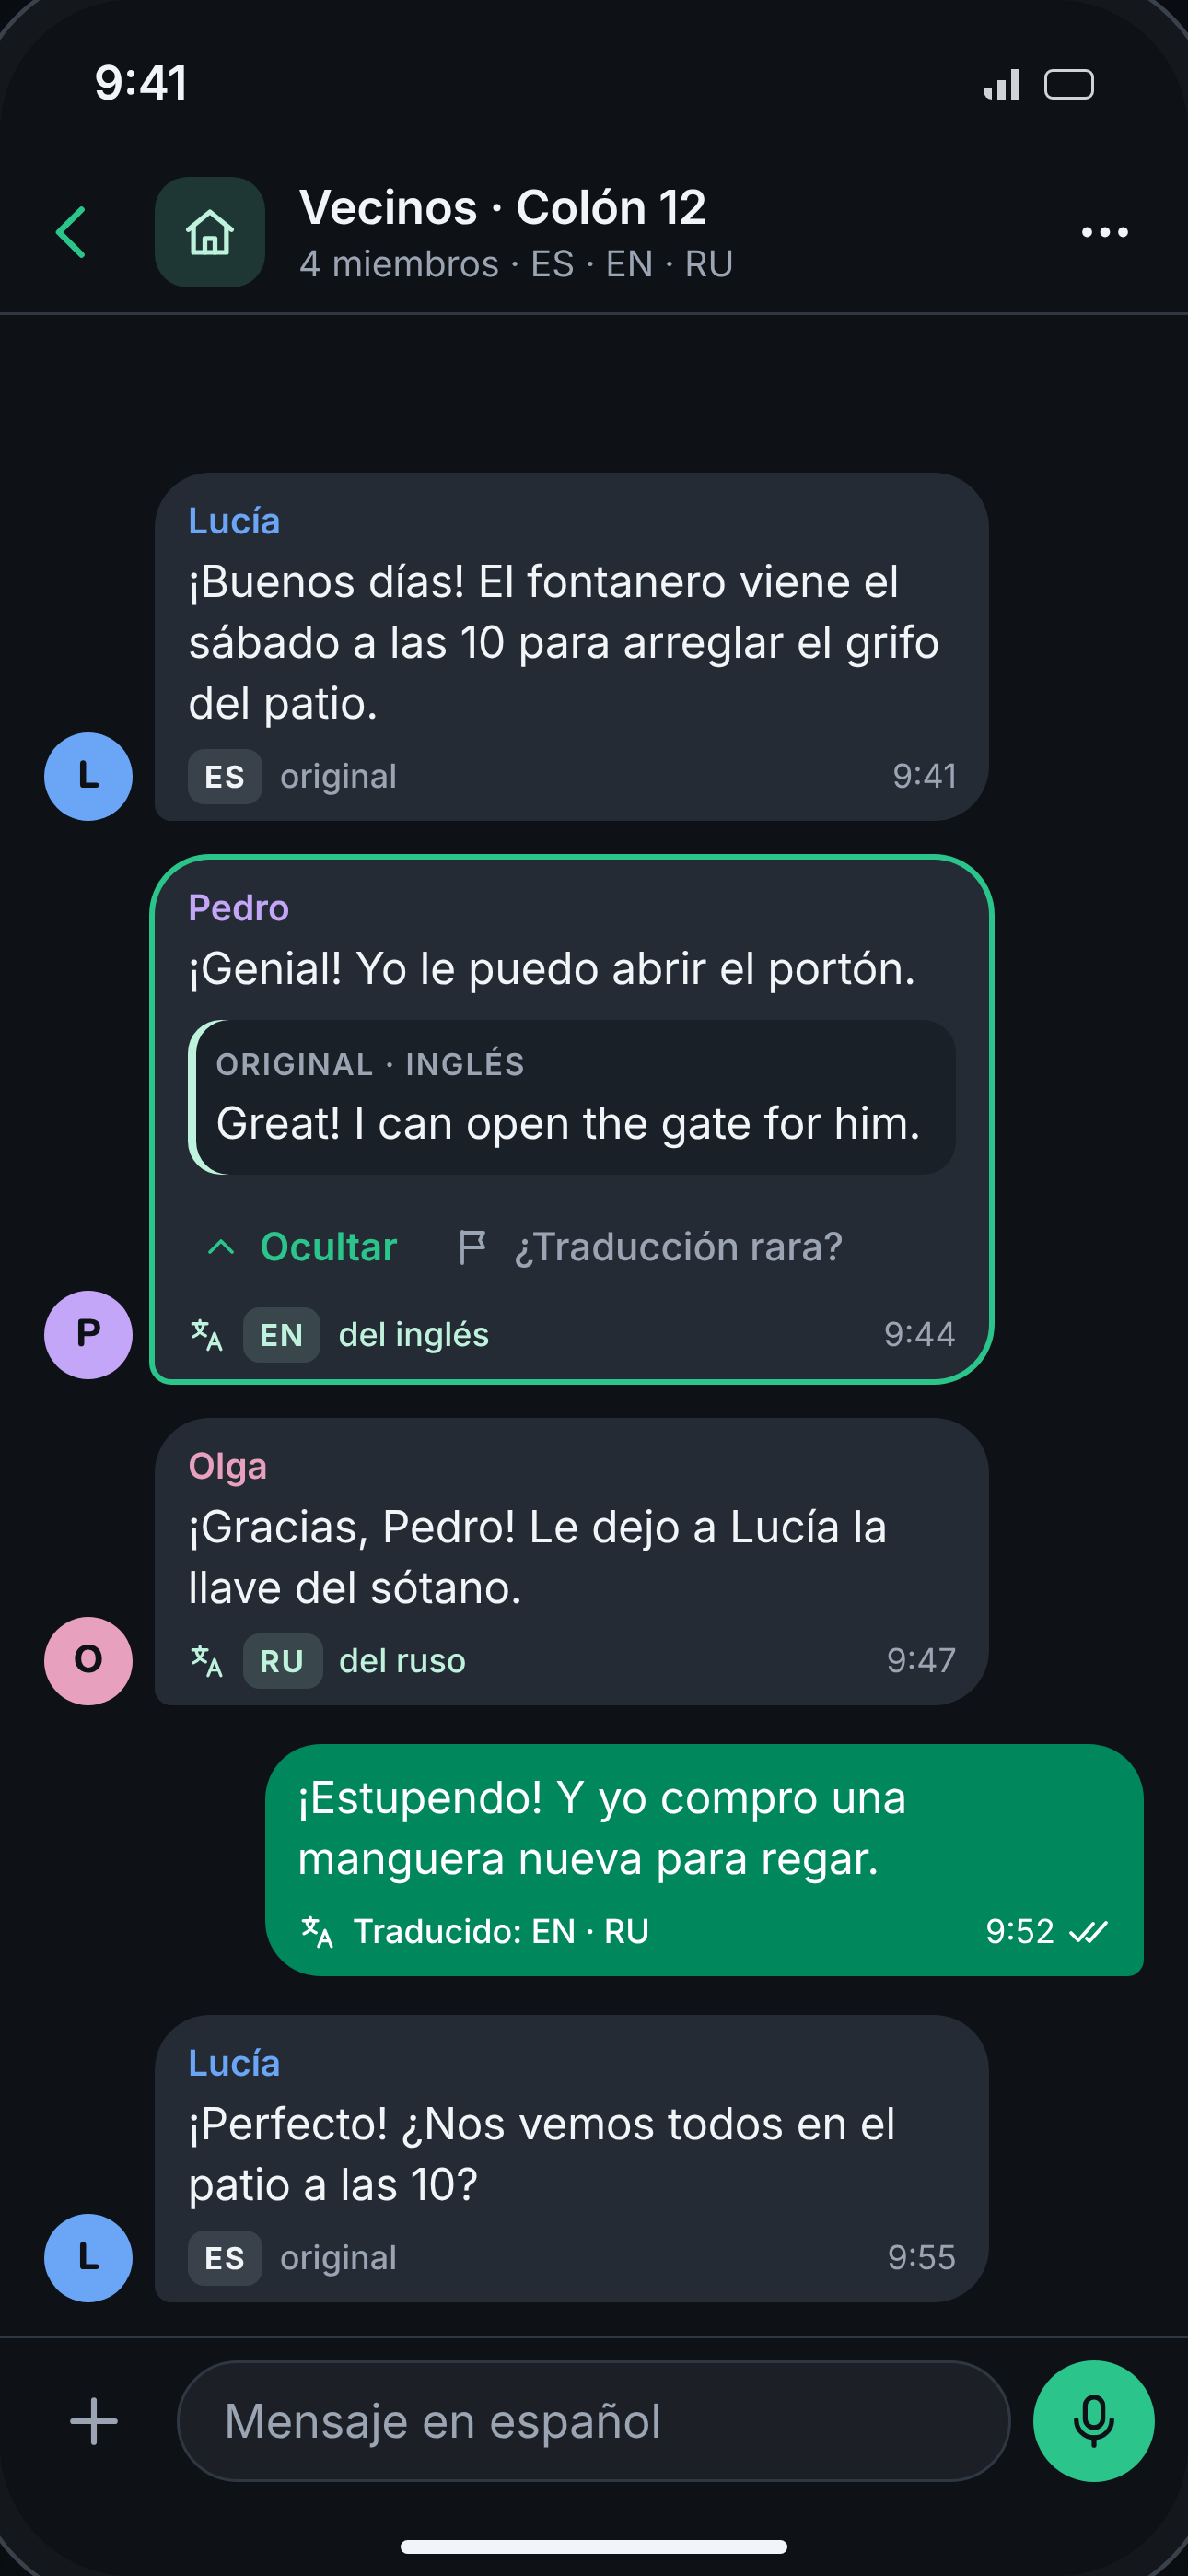 9:41
Vecinos · Colón 12
4 miembros · ES · EN · RU
Lucía
¡Buenos días! El fontanero viene el
sábado a las 10 para arreglar el grifo
del patio.
L
ES original 9:41
Pedro
¡Genial! Yo le puedo abrir el portón.
ORIGINAL · INGLÉS
Great! I can open the gate for him.
Ocultar ¿Traducción rara?
P
EN del inglés 9:44
Olga
¡Gracias, Pedro! Le dejo a Lucía la
llave del sótano.
O
RU del ruso 9:47
¡Estupendo! Y yo compro una
manguera nueva para regar.
Traducido: EN · RU 9:52
Lucía
¡Perfecto! ¿Nos vemos todos en el
patio a las 10?
L
ES original 9:55
Mensaje en español